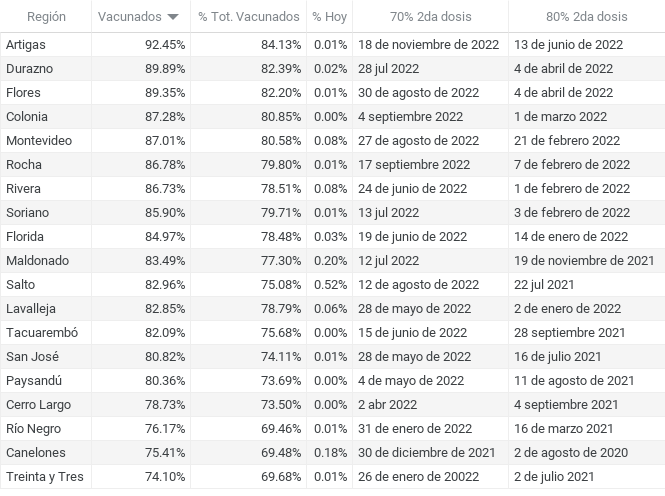 Región Vacunados % Tot. Vacunados % Hoy 70% 2da dosis 80% 2da dosis
Artigas 92.45% 84.13% 0.01% 18 de noviembre de 2022 13 de junio de 2022
Durazno 89.89% 82.39% 0.02% 28 jul 2022 4 de abril de 2022
Flores 89.35% 82.20% 0.01% 30 de agosto de 2022 4 de abril de 2022
Colonia 87.28% 80.85% 0.00% 4 septiembre 2022 1 de marzo 2022
Montevideo 87.01% 80.58% 0.08% 27 de agosto de 2022 21 de febrero 2022
Rocha 86.78% 79.80% 0.01% 17 septiembre 2022 7 de febrero de 2022
Rivera 86.73% 78.51% 0.08% 24 de junio de 2022 1 de febrero de 2022
Soriano 85.90% 79.71% 0.01% 13 jul 2022 3 de febrero de 2022
Florida 84.97% 78.48% 0.03% 19 de junio de 2022 14 de enero de 2022
Maldonado 83.49% 77.30% 0.20% 12 jul 2022 19 de noviembre de 2021
Salto 82.96% 75.08% 0.52% 12 de agosto de 2022 22 jul 2021
Lavalleja 82.85% 78.79% 0.06% 28 de mayo de 2022 2 de enero de 2022
Tacuarembó 82.09% 75.68% 0.00% 15 de junio de 2022 28 septiembre 2021
San José 80.82% 74.11% 0.01% 28 de mayo de 2022 16 de julio 2021
Paysandú 80.36% 73.69% 0.00% 4 de mayo de 2022 11 de agosto de 2021
Cerro Largo 78.73% 73.50% 0.00% 2 abr 2022 4 septiembre 2021
Río Negro 76.17% 69.46% 0.01% 31 de enero de 2022 16 de marzo 2021
Canelones 75.41% 69.48% 0.18% 30 de diciembre de 2021 2 de agosto de 2020
Treinta y Tres 74.10% 69.68% 0.01% 26 de enero de 20022 2 de julio 2021